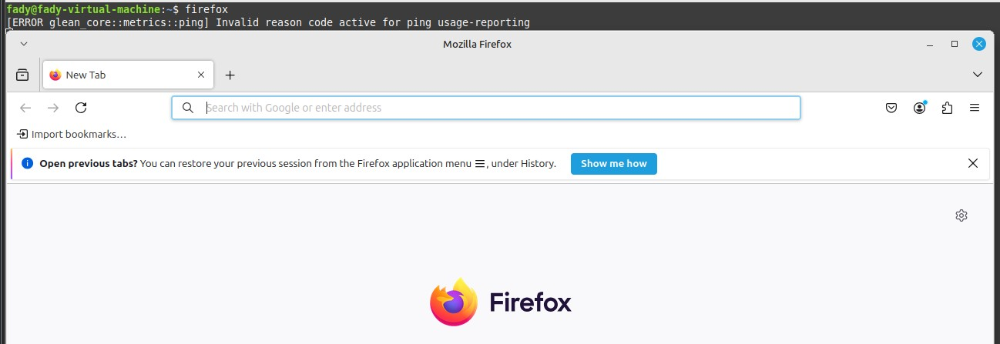 fady@fady-virtual-machine:~$ firefox
[ERROR glean_core::metrics::ping] Invalid reason code active for ping usage-reporting
Mozilla Firefox
New Tab
Search with Google or enter address
Import bookmarks…
Open previous tabs? You can restore your previous session from the Firefox application menu ☰, under History. Show me how
Firefox